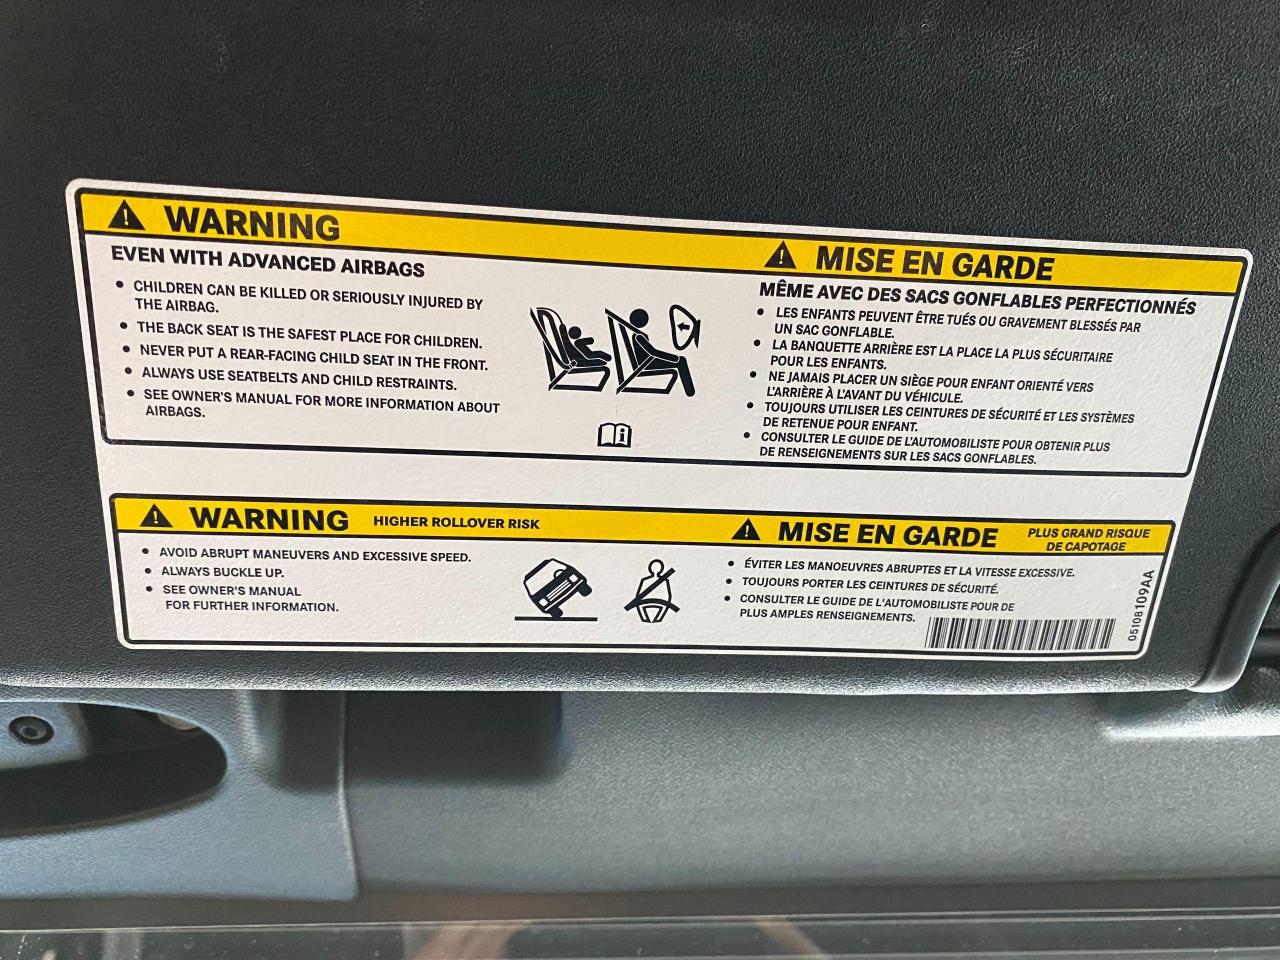 WARNING
EVEN WITH ADVANCED AIRBAGS
• CHILDREN CAN BE KILLED OR SERIOUSLY INJURED BY
THE AIRBAG.
• THE BACK SEAT IS THE SAFEST PLACE FOR CHILDREN.
• NEVER PUT A REAR-FACING CHILD SEAT IN THE FRONT.
• ALWAYS USE SEATBELTS AND CHILD RESTRAINTS.
• SEE OWNER'S MANUAL FOR MORE INFORMATION ABOUT
AIRBAGS.
MISE EN GARDE
MÊME AVEC DES SACS GONFLABLES PERFECTIONNÉS
• LES ENFANTS PEUVENT ÊTRE TUÉS OU GRAVEMENT BLESSÉS PAR
UN SAC GONFLABLE.
• LA BANQUETTE ARRIÈRE EST LA PLACE LA PLUS SÉCURITAIRE
POUR LES ENFANTS.
• NE JAMAIS PLACER UN SIÈGE POUR ENFANT ORIENTÉ VERS
L'ARRIÈRE À L'AVANT DU VÉHICULE.
• TOUJOURS UTILISER LES CEINTURES DE SÉCURITÉ ET LES SYSTÈMES
DE RETENUE POUR ENFANT.
• CONSULTER LE GUIDE DE L'AUTOMOBILISTE POUR OBTENIR PLUS
DE RENSEIGNEMENTS SUR LES SACS GONFLABLES.
WARNING HIGHER ROLLOVER RISK
• AVOID ABRUPT MANEUVERS AND EXCESSIVE SPEED.
• ALWAYS BUCKLE UP.
• SEE OWNER'S MANUAL
FOR FURTHER INFORMATION.
MISE EN GARDE PLUS GRAND RISQUE
DE CAPOTAGE
• ÉVITER LES MANOEUVRES ABRUPTES ET LA VITESSE EXCESSIVE.
• TOUJOURS PORTER LES CEINTURES DE SÉCURITÉ.
• CONSULTER LE GUIDE DE L'AUTOMOBILISTE POUR DE
PLUS AMPLES RENSEIGNEMENTS.
05108109AA